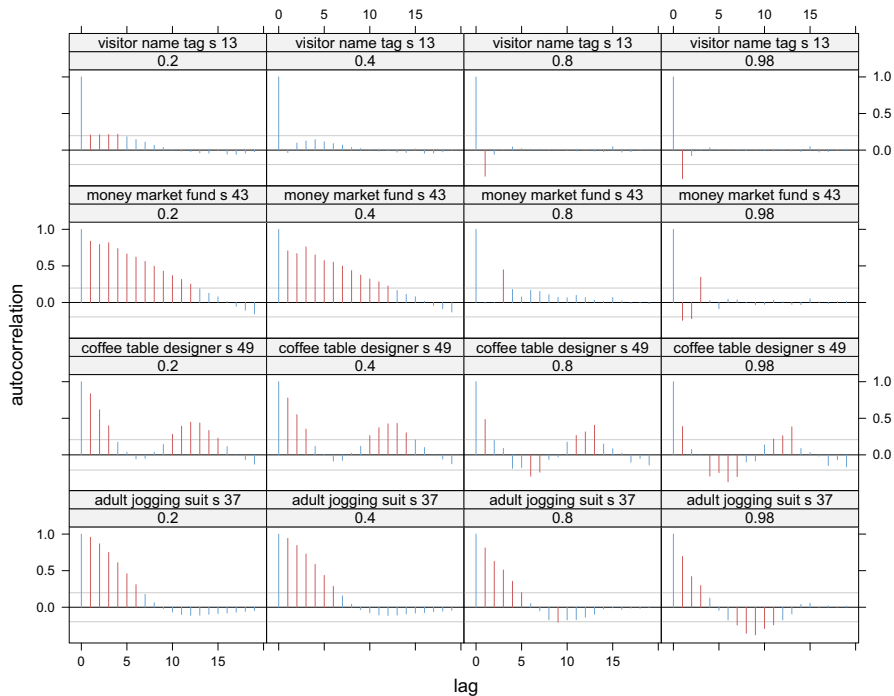 0 5 15
visitor name tag s 13 visitor name tag s 13 visitor name tag s 13 visitor name tag s 13
0.2 0.4 0.8 0.98
1.0
0.5
0.0
money market fund s 43 money market fund s 43 money market fund s 43 money market fund s 43
0.2 0.4 0.8 0.98
1.0
0.5
0.0
coffee table designer s 49 coffee table designer s 49 coffee table designer s 49 coffee table designer s 49
0.2 0.4 0.8 0.98
1.0
0.5
0.0
adult jogging suit s 37 adult jogging suit s 37 adult jogging suit s 37 adult jogging suit s 37
0.2 0.4 0.8 0.98
1.0
0.5
0.0
0 5 10 15 0 5 10 15
autocorrelation
lag